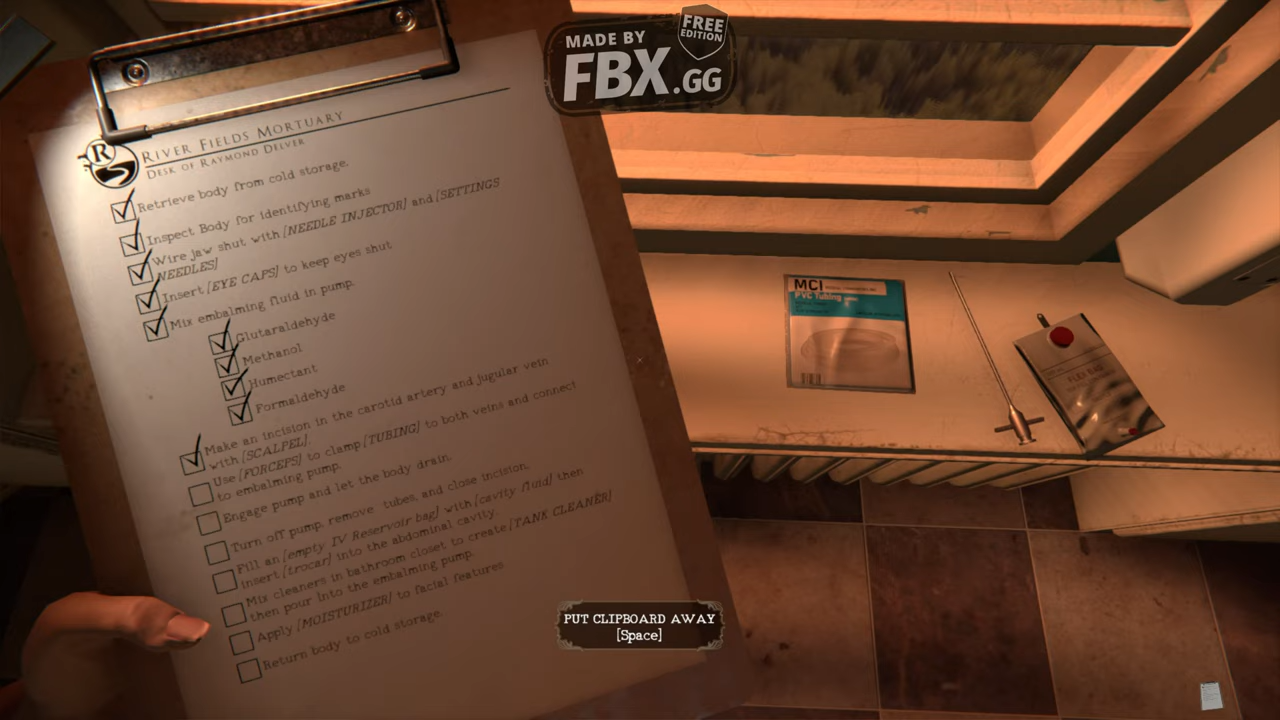 MADE BY
FREE
EDITION
FBX.GG
RIVER FIELDS MORTUARY
DESK OF RAYMOND DELVER
Retrieve body from cold storage.
Inspect Body for identifying marks
Wire jaw shut with [NEEDLE INJECTOR] and [SETTINGS
NEEDLES]
Insert [EYE CAPS] to keep eyes shut
Mix embalming fluid in pump.
Glutaraldehyde
Methanol
Humectant
Formaldehyde
Make an incision in the carotid artery and jugular vein
with [SCALPEL].
Use [FORCEPS] to clamp [TUBING] to both veins and connect
to embalming pump.
Engage pump and let the body drain.
Turn off pump, remove tubes, and close incision.
Fill an [empty IV Reservoir bag] with [cavity fluid] then
insert [trocar] into the abdominal cavity.
Mix cleaners in bathroom closet to create [TANK CLEANER]
then pour into the embalming pump.
Apply [MOISTURIZER] to facial features
Return body to cold storage.
MCI
PVC Tubing
PUT CLIPBOARD AWAY
[Space]